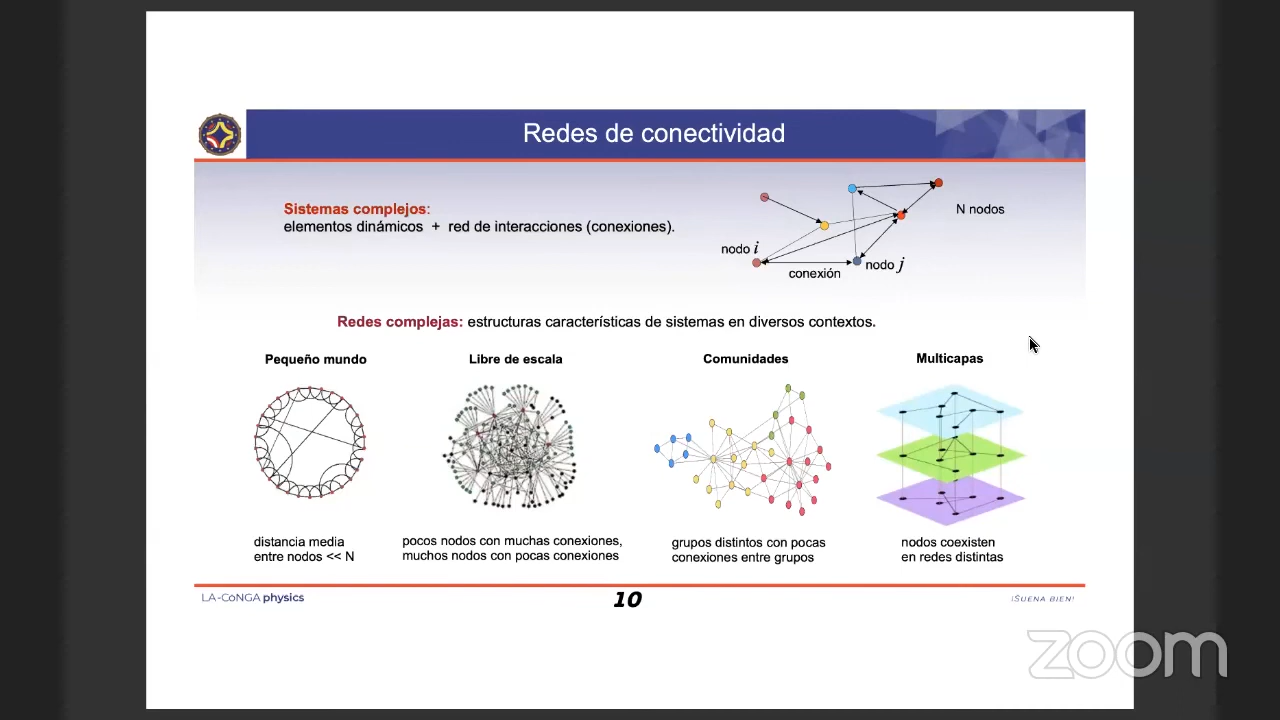 Redes de conectividad
Sistemas complejos:
elementos dinámicos + red de interacciones (conexiones).
N nodos
nodo i
nodo j
conexión
Redes complejas: estructuras características de sistemas en diversos contextos.
Pequeño mundo
Libre de escala
Comunidades
Multicapas
distancia media
entre nodos << N
pocos nodos con muchas conexiones,
muchos nodos con pocas conexiones
grupos distintos con pocas
conexiones entre grupos
nodos coexisten
en redes distintas
LA-CoNGA physics
10
¡SUENA BIEN!
zoom